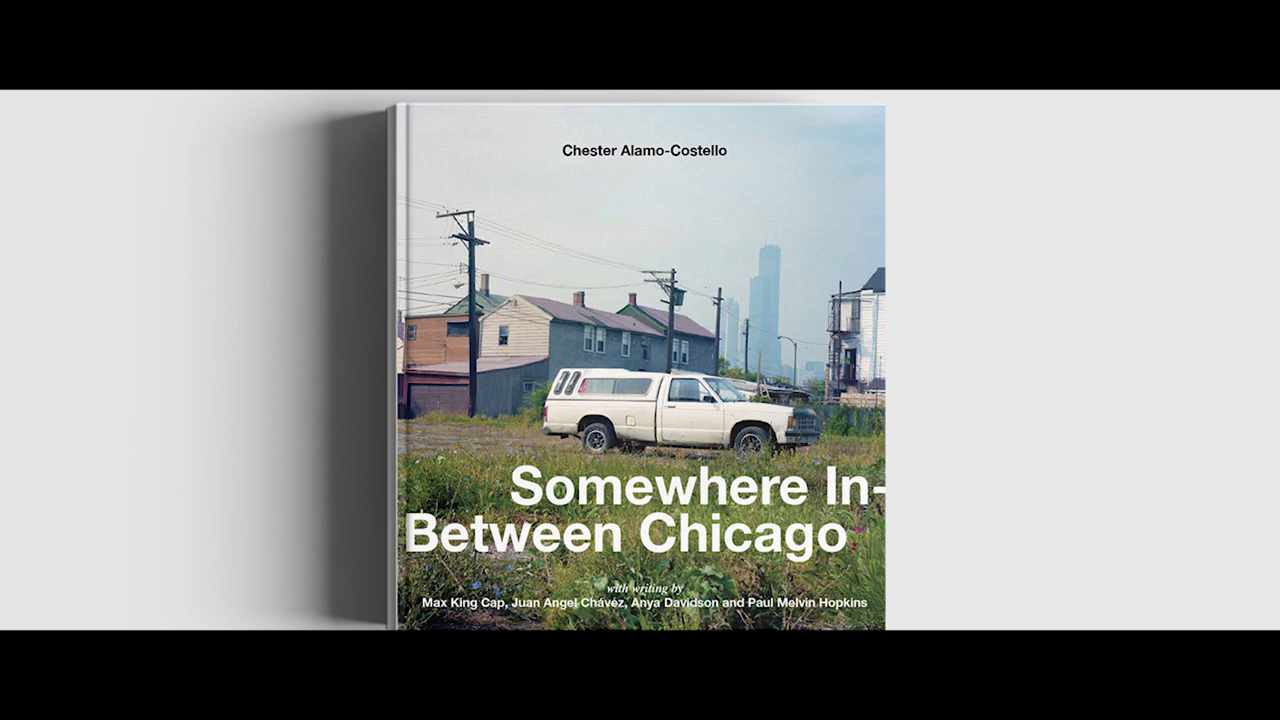 Chester Alamo-Costello
Somewhere In-
Between Chicago
with writing by
Max King Cap, Juan Angel Chávez, Anya Davidson and Paul Melvin Hopkins